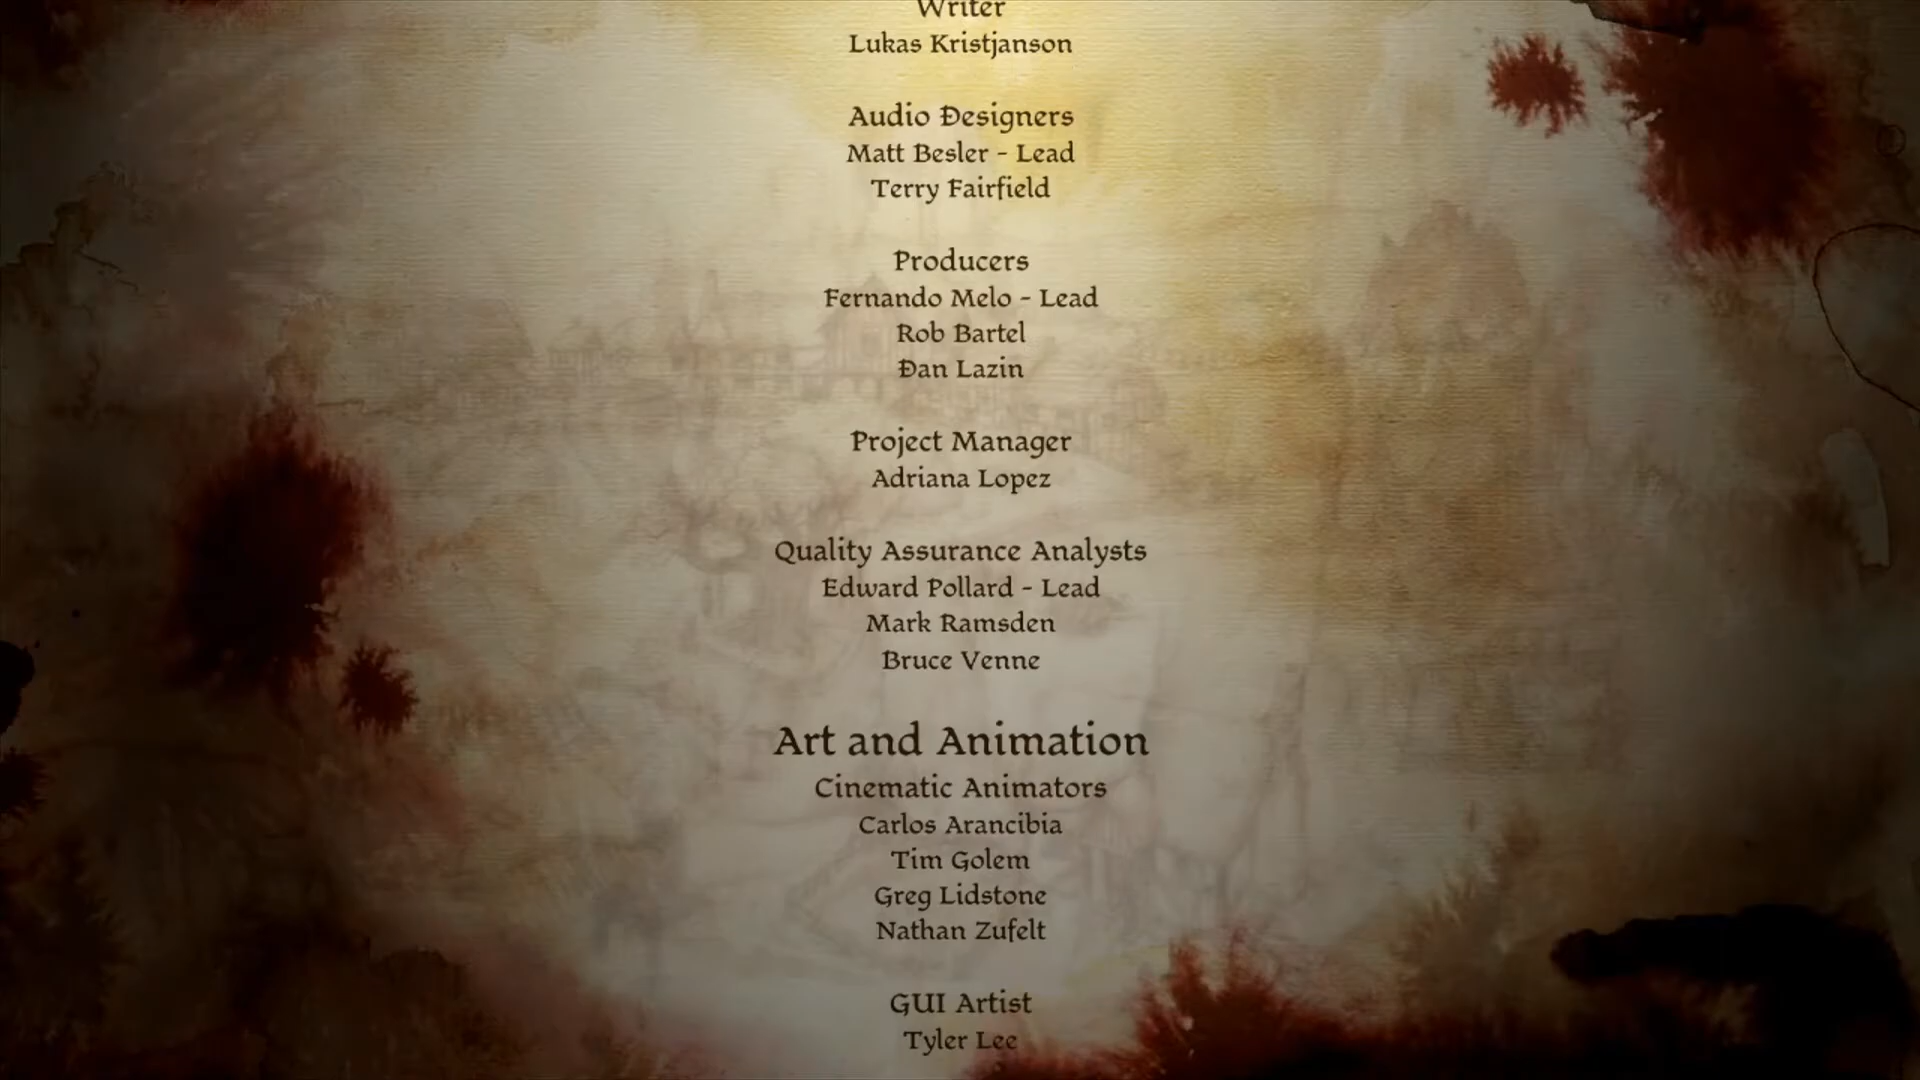 Writer
Lukas Kristjanson
Audio Designers
Matt Besler - Lead
Terry Fairfield
Producers
Fernando Melo - Lead
Rob Bartel
Dan Lazin
Project Manager
Adriana Lopez
Quality Assurance Analysts
Edward Pollard - Lead
Mark Ramsden
Bruce Venne
Art and Animation
Cinematic Animators
Carlos Arancibia
Tim Golem
Greg Lidstone
Nathan Zufelt
GUI Artist
Tyler Lee